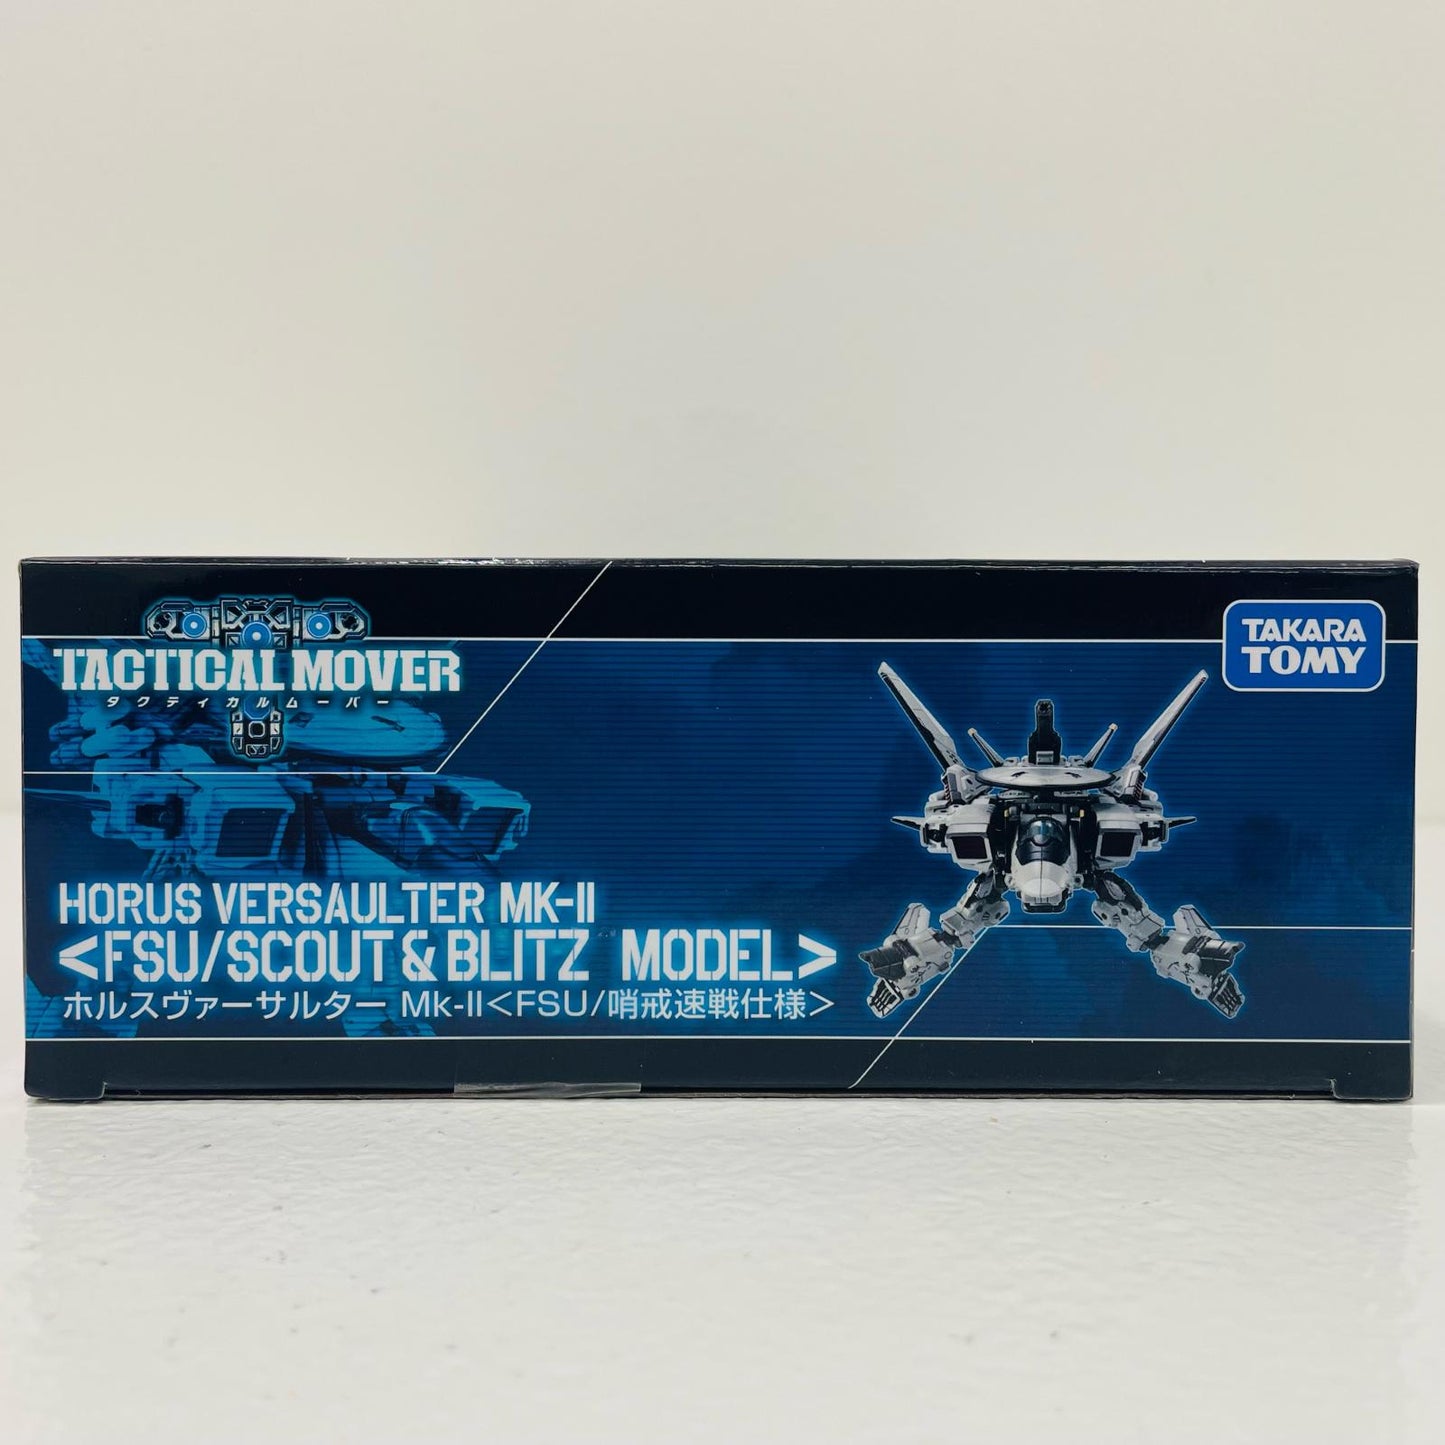 TACTICAL MOVER
タクティカルムーバー
TAKARA
TOMY
HORUS VERSAULTER MK-II
<FSU/SCOUT & BLITZ MODEL>
ホルスヴァーサルター Mk-II<FSU/哨戒速戦仕様>